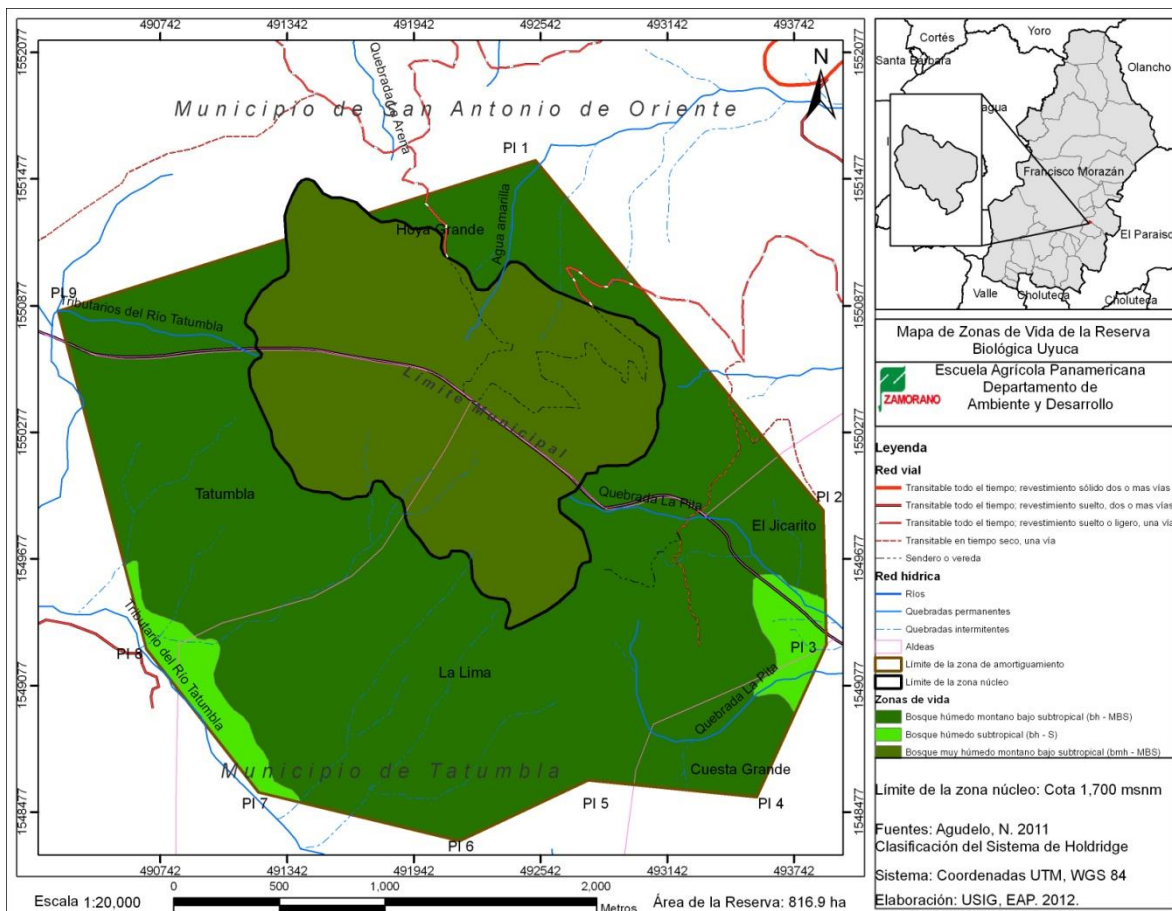 490742 491342 491942 492542 493142 493742
1552077
1551477
1550877
1550277
1549677
1549077
1548477
1552077
1551477
1550877
1550277
1549677
1549077
1548477
N
Quebrada de Arena
Municipio de San Antonio de Oriente
PI 1
Hoya Grande
Agua amarilla
PI 9
Tributarios del Rio Tatumbla
Límite Municipal
PI 2
Tatumbla
Quebrada La Pita
El Jicarito
PI 3
PI 8
Tributario del Río Tatumbla
La Lima
Quebrada La Pita
Municipio de Tatumbla
Cuesta Grande
PI 7
PI 5
PI 4
PI 6
490742 491342 491942 492542 493142 493742
Escala 1:20,000
0 500 1,000 2,000
Metros
Área de la Reserva: 816.9 ha
Cortés
Yoro
Santa Bárbara
Olancho
agua
Francisco Morazán
El Paraiso
Valle
Choluteca
Choluteca
Mapa de Zonas de Vida de la Reserva
Biológica Uyuca
ZAMORANO
Escuela Agrícola Panamericana
Departamento de
Ambiente y Desarrollo
Leyenda
Red vial
Transitable todo el tiempo; revestimiento sólido dos o mas vías
Transitable todo el tiempo; revestimiento suelto, dos o mas vías
Transitable todo el tiempo; revestimiento suelto o ligero, una vía
Transitable en tiempo seco, una vía
Sendero o vereda
Red hídrica
Ríos
Quebradas permanentes
Quebradas intermitentes
Aldeas
Límite de la zona de amortiguamiento
Límite de la zona núcleo
Zonas de vida
Bosque húmedo montano bajo subtropical (bh - MBS)
Bosque húmedo subtropical (bh - S)
Bosque muy húmedo montano bajo subtropical (bmh - MBS)
Límite de la zona núcleo: Cota 1,700 msnm
Fuentes: Agudelo, N. 2011
Clasificación del Sistema de Holdridge
Sistema: Coordenadas UTM, WGS 84
Elaboración: USIG, EAP. 2012.